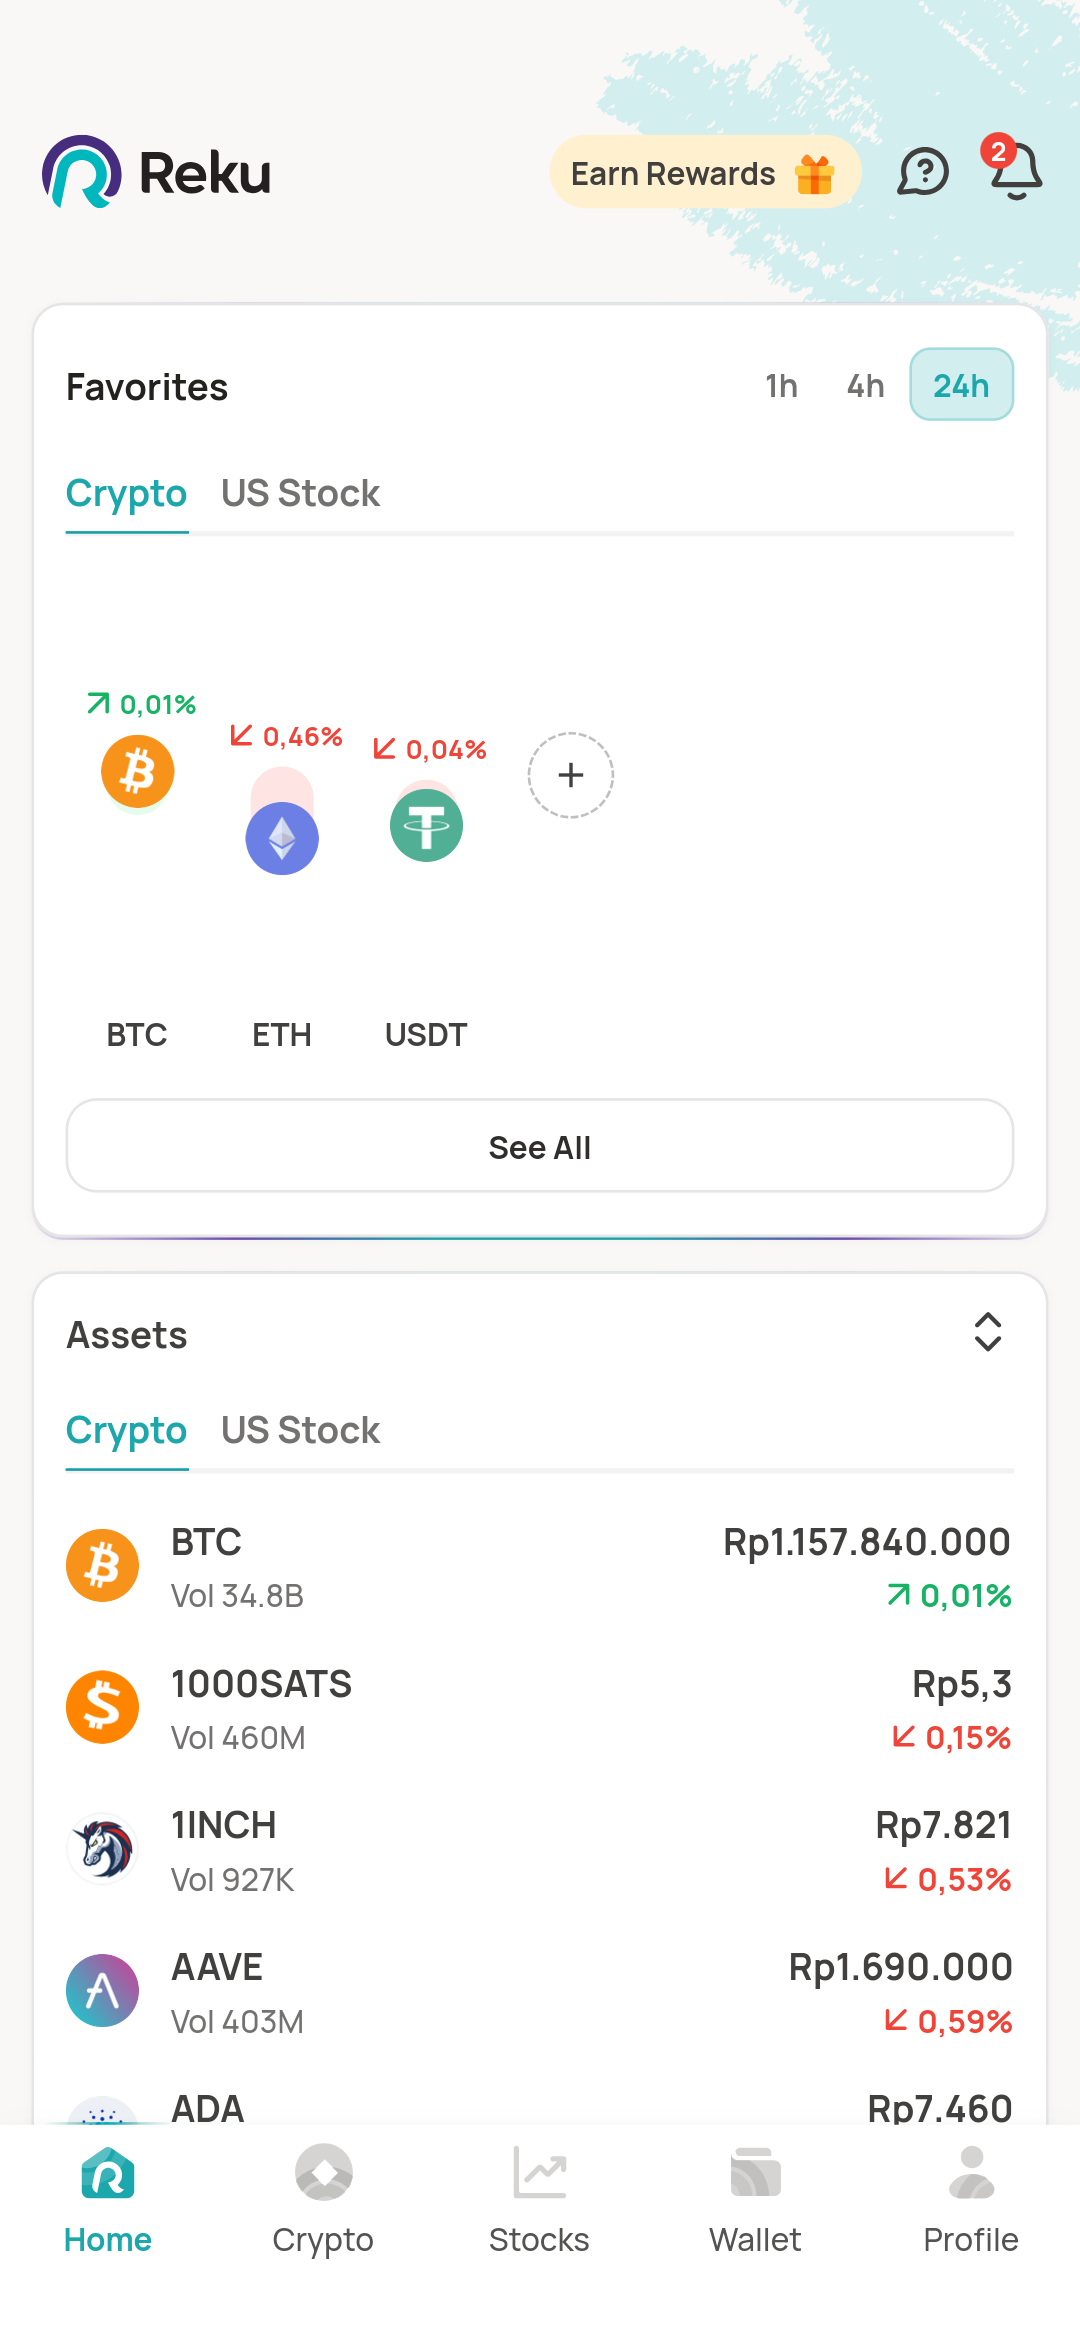 Reku
Earn Rewards
2
Favorites
1h 4h 24h
Crypto US Stock
0,01%
0,46%
0,04%
BTC ETH USDT
See All
Assets
Crypto US Stock
BTC Rp1.157.840.000
Vol 34.8B 0,01%
1000SATS Rp5,3
Vol 460M 0,15%
1INCH Rp7.821
Vol 927K 0,53%
AAVE Rp1.690.000
Vol 403M 0,59%
ADA Rp7.460
Home Crypto Stocks Wallet Profile